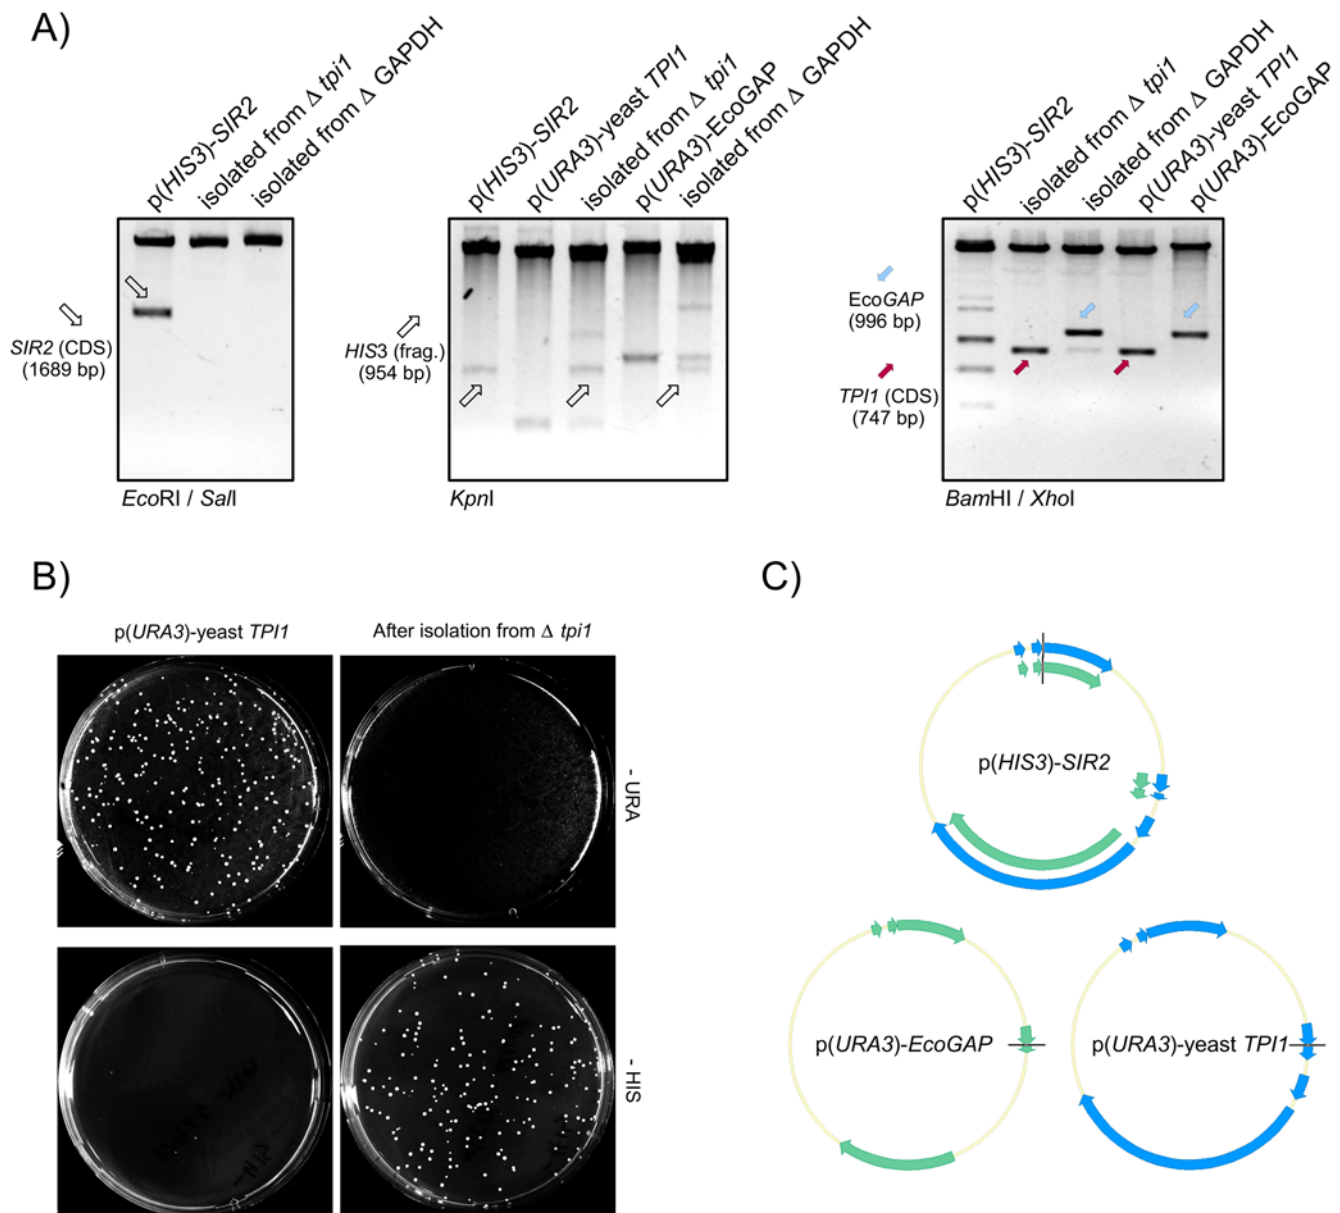 A)
p(HIS3)-SIR2
isolated from Δ tpi1
isolated from Δ GAPDH
SIR2 (CDS)
(1689 bp)
EcoRI / SalI
p(HIS3)-SIR2
p(URA3)-yeast TPI1
isolated from Δ tpi1
p(URA3)-EcoGAP
isolated from Δ GAPDH
HIS3 (frag.)
(954 bp)
KpnI
p(HIS3)-SIR2
isolated from Δ tpi1
isolated from Δ GAPDH
p(URA3)-yeast TPI1
p(URA3)-EcoGAP
EcoGAP
(996 bp)
TPI1 (CDS)
(747 bp)
BamHI / XhoI
B)
p(URA3)-yeast TPI1
After isolation from Δ tpi1
- URA
- HIS
C)
p(HIS3)-SIR2
p(URA3)-EcoGAP
p(URA3)-yeast TPI1